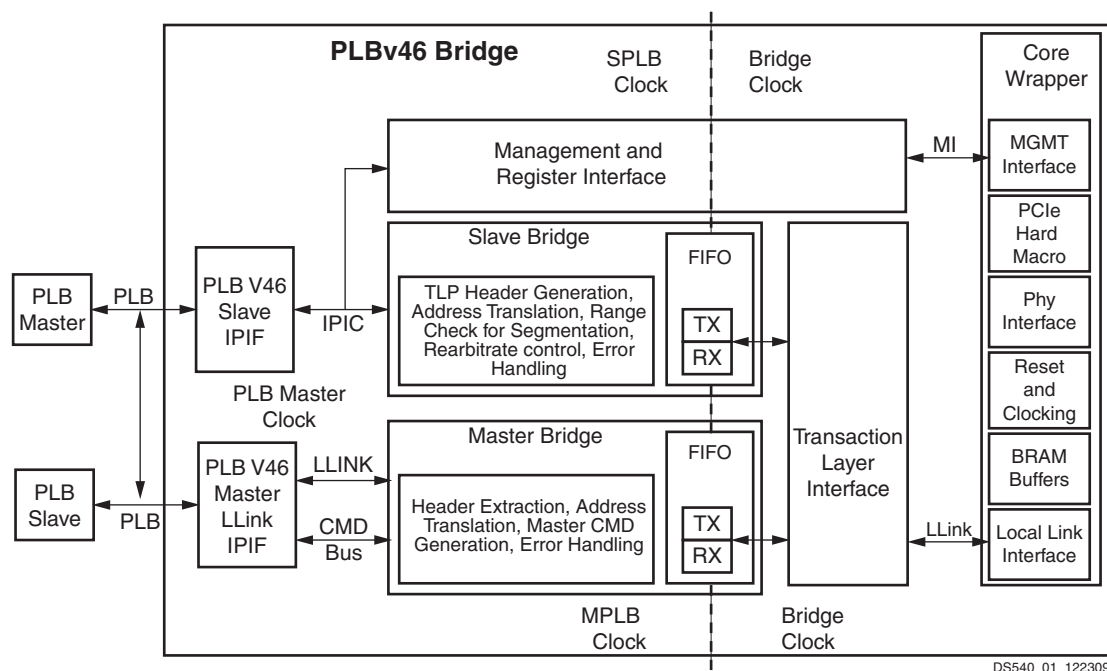 PLBv46 Bridge
SPLB
Clock
Bridge
Clock
Core
Wrapper
Management and
Register Interface
MI
MGMT
Interface
PCIe
Hard
Macro
Phy
Interface
Reset
and
Clocking
BRAM
Buffers
Local Link
Interface
Slave Bridge
FIFO
TLP Header Generation,
Address Translation, Range
Check for Segmentation,
Rearbitrate control, Error
Handling
TX
RX
PLB
Master
PLB
PLB V46
Slave
IPIF
IPIC
PLB Master
Clock
Transaction
Layer
Interface
Master Bridge
FIFO
Header Extraction, Address
Translation, Master CMD
Generation, Error Handling
TX
RX
PLB
Slave
PLB
PLB V46
Master
LLink
IPIF
LLINK
CMD
Bus
LLink
MPLB
Clock
Bridge
Clock
DS540_01_122309